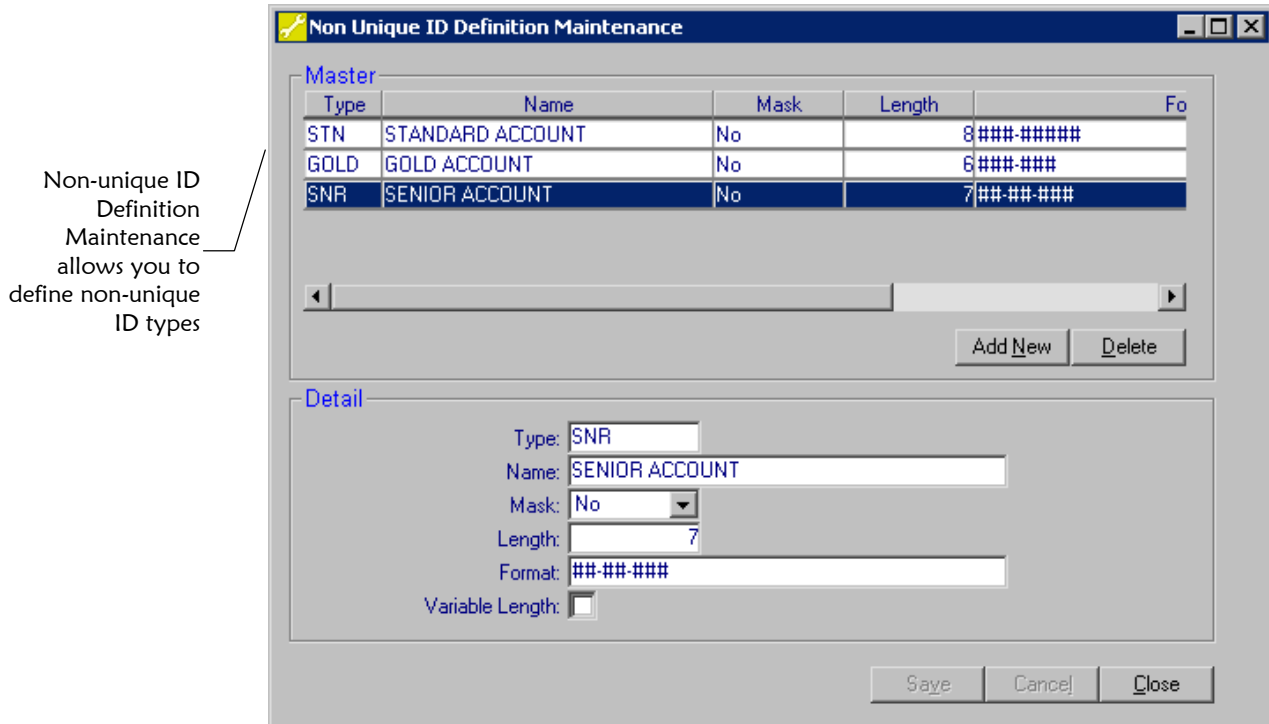 Non Unique ID Definition Maintenance
Non-unique ID
Definition
Maintenance
allows you to
define non-unique
ID types
Master
Type Name Mask Length Fo
STN STANDARD ACCOUNT No 8 ###-#####
GOLD GOLD ACCOUNT No 6 ###-###
SNR SENIOR ACCOUNT No 7 ##-##-###
Add New Delete
Detail
Type: SNR
Name: SENIOR ACCOUNT
Mask: No
Length: 7
Format: ##-##-###
Variable Length:
Save Cancel Close